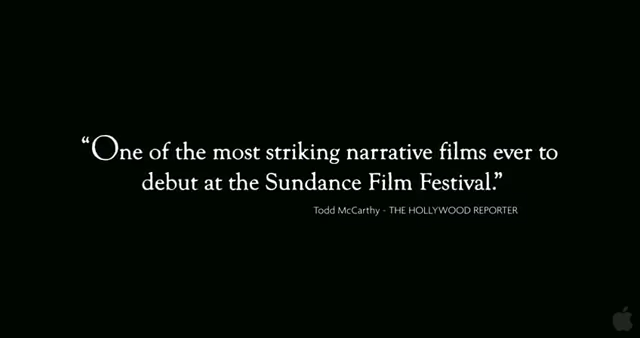 “One of the most striking narrative films ever to
debut at the Sundance Film Festival.”
Todd McCarthy - THE HOLLYWOOD REPORTER